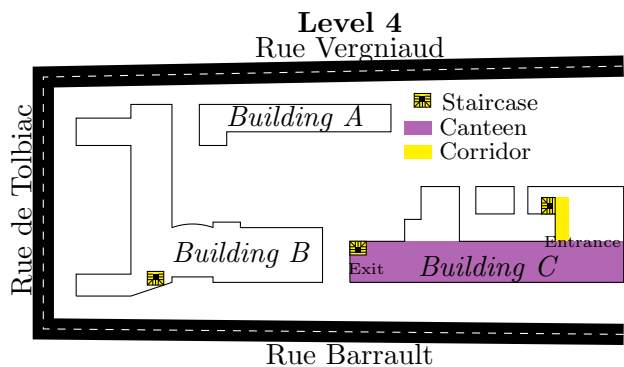 Level 4
Rue Vergniaud
Rue de Tolbiac
Building A
Staircase
Canteen
Corridor
Building B
Entrance
Exit
Building C
Rue Barrault